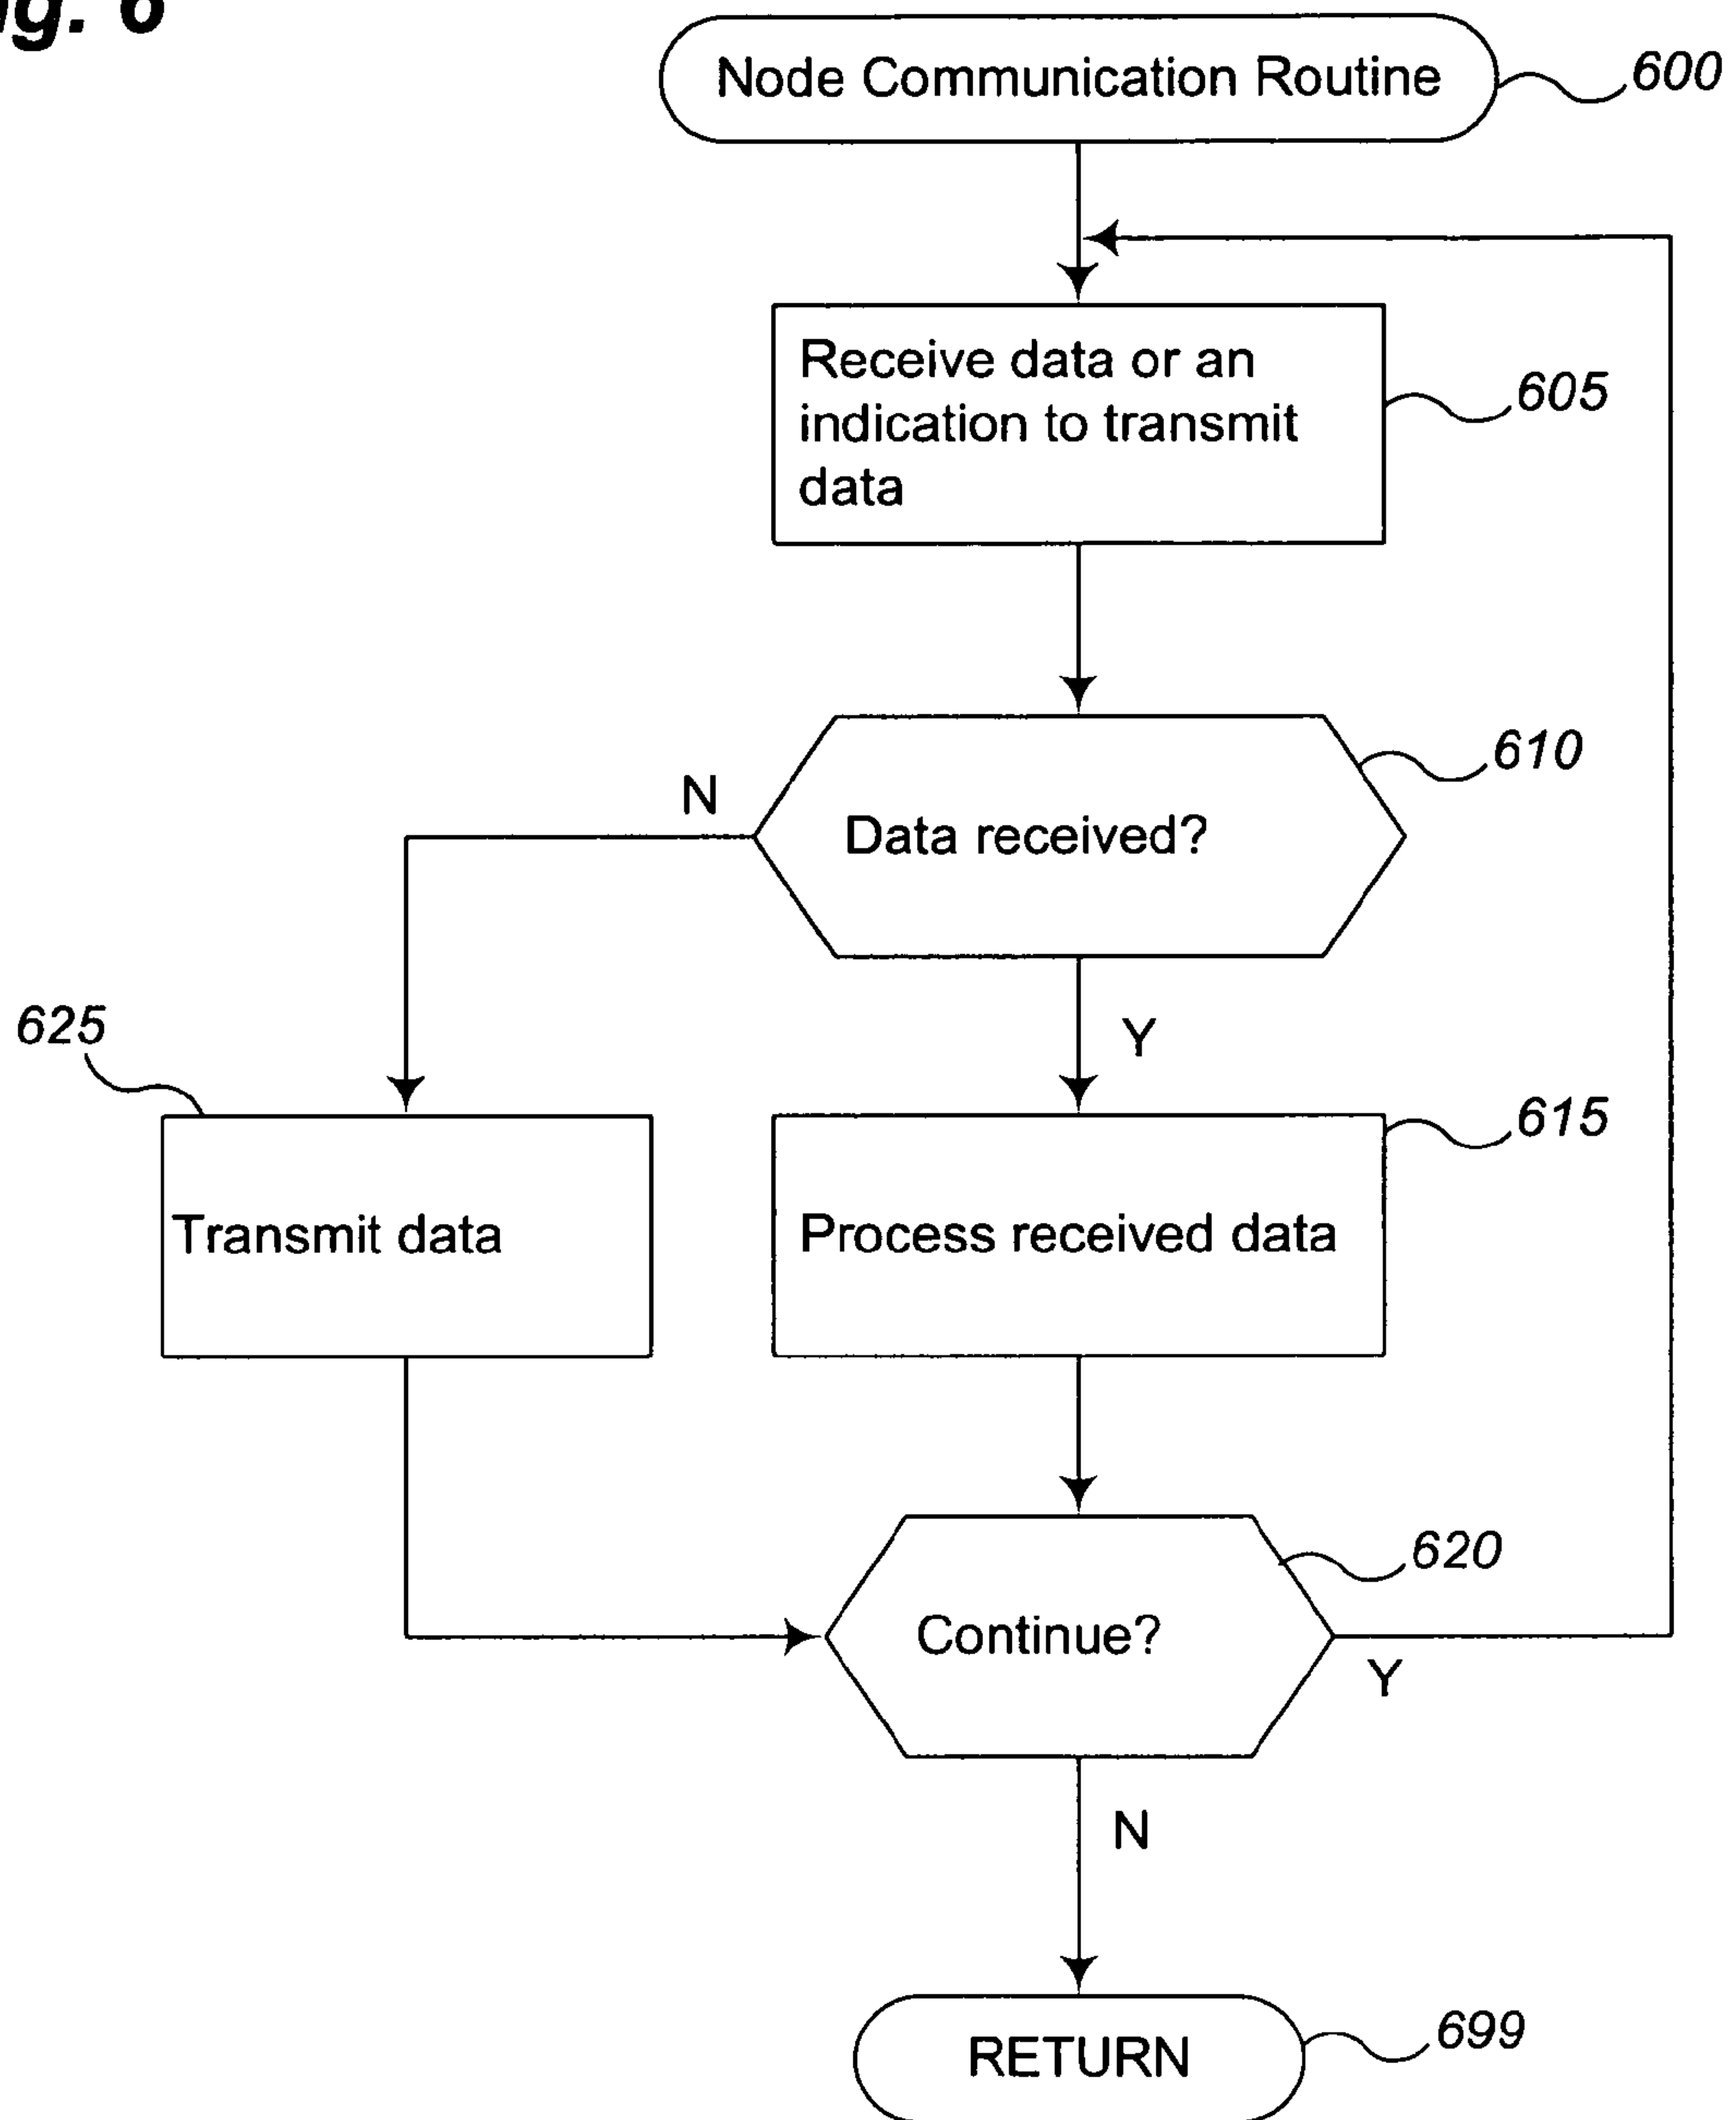 Fig. 6
Node Communication Routine
600
Receive data or an
indication to transmit
data
605
610
Data received?
N
Y
625
615
Transmit data
Process received data
620
Continue?
Y
N
699
RETURN